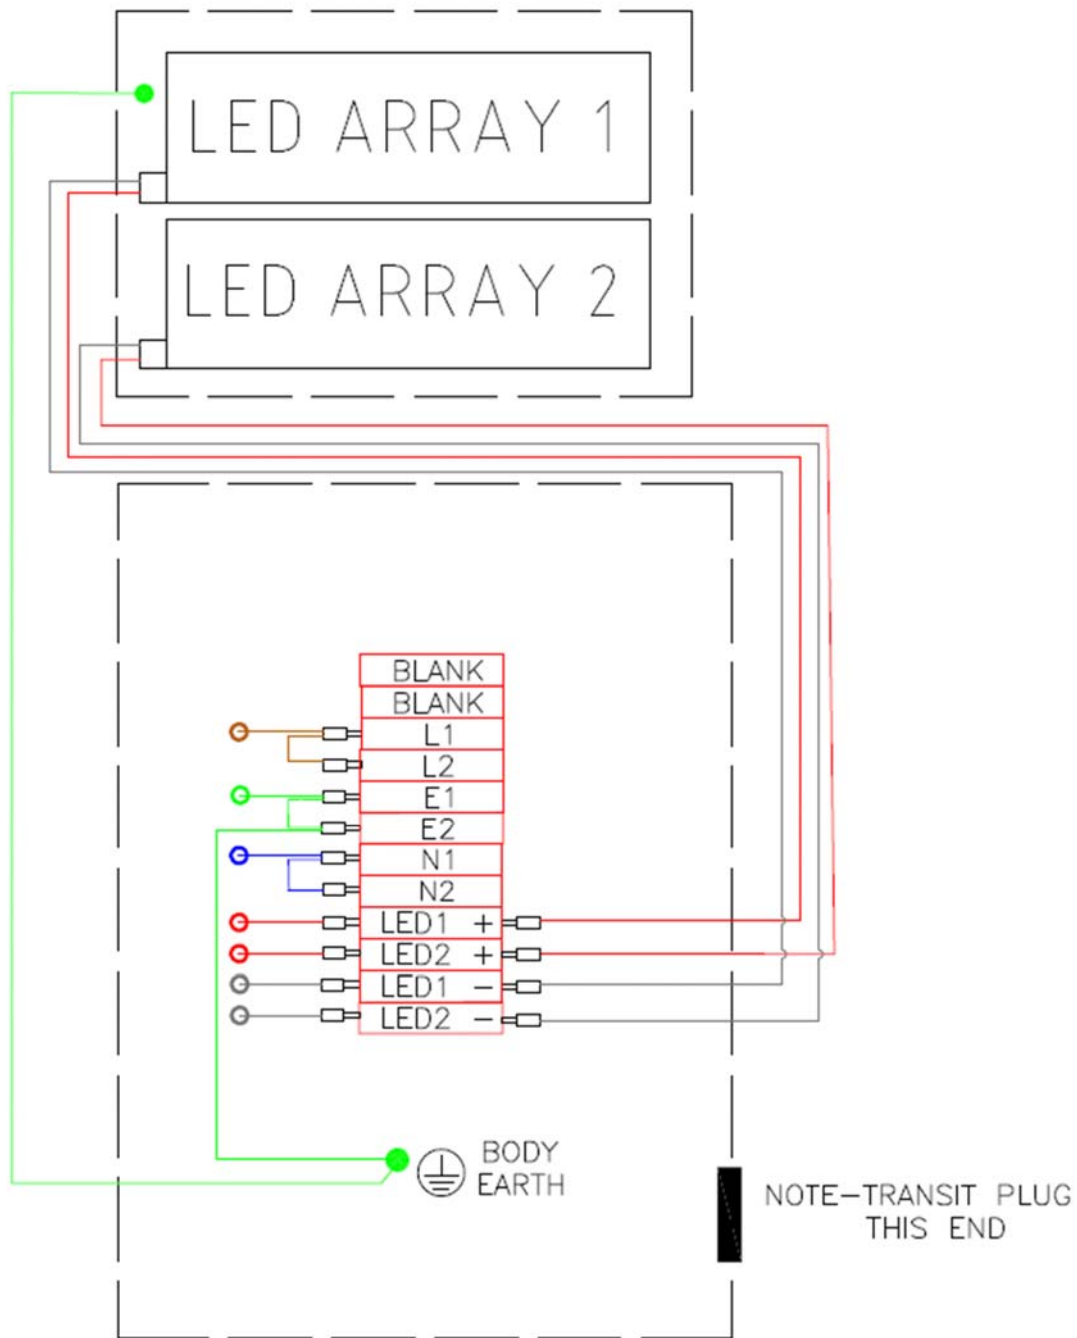 LED ARRAY 1
LED ARRAY 2
BLANK
BLANK
L1
L2
E1
E2
N1
N2
LED1 +
LED2 +
LED1 −
LED2 −
BODY
EARTH
NOTE−TRANSIT PLUG
THIS END